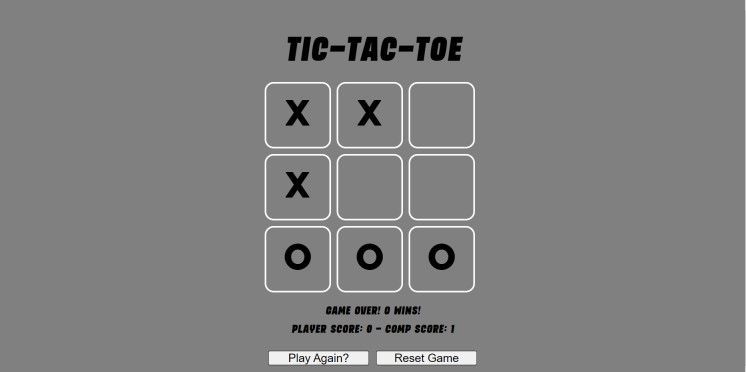 TIC-TAC-TOE
X X
X
O O O
GAME OVER! O WINS!
PLAYER SCORE: 0 - COMP SCORE: 1
Play Again? Reset Game